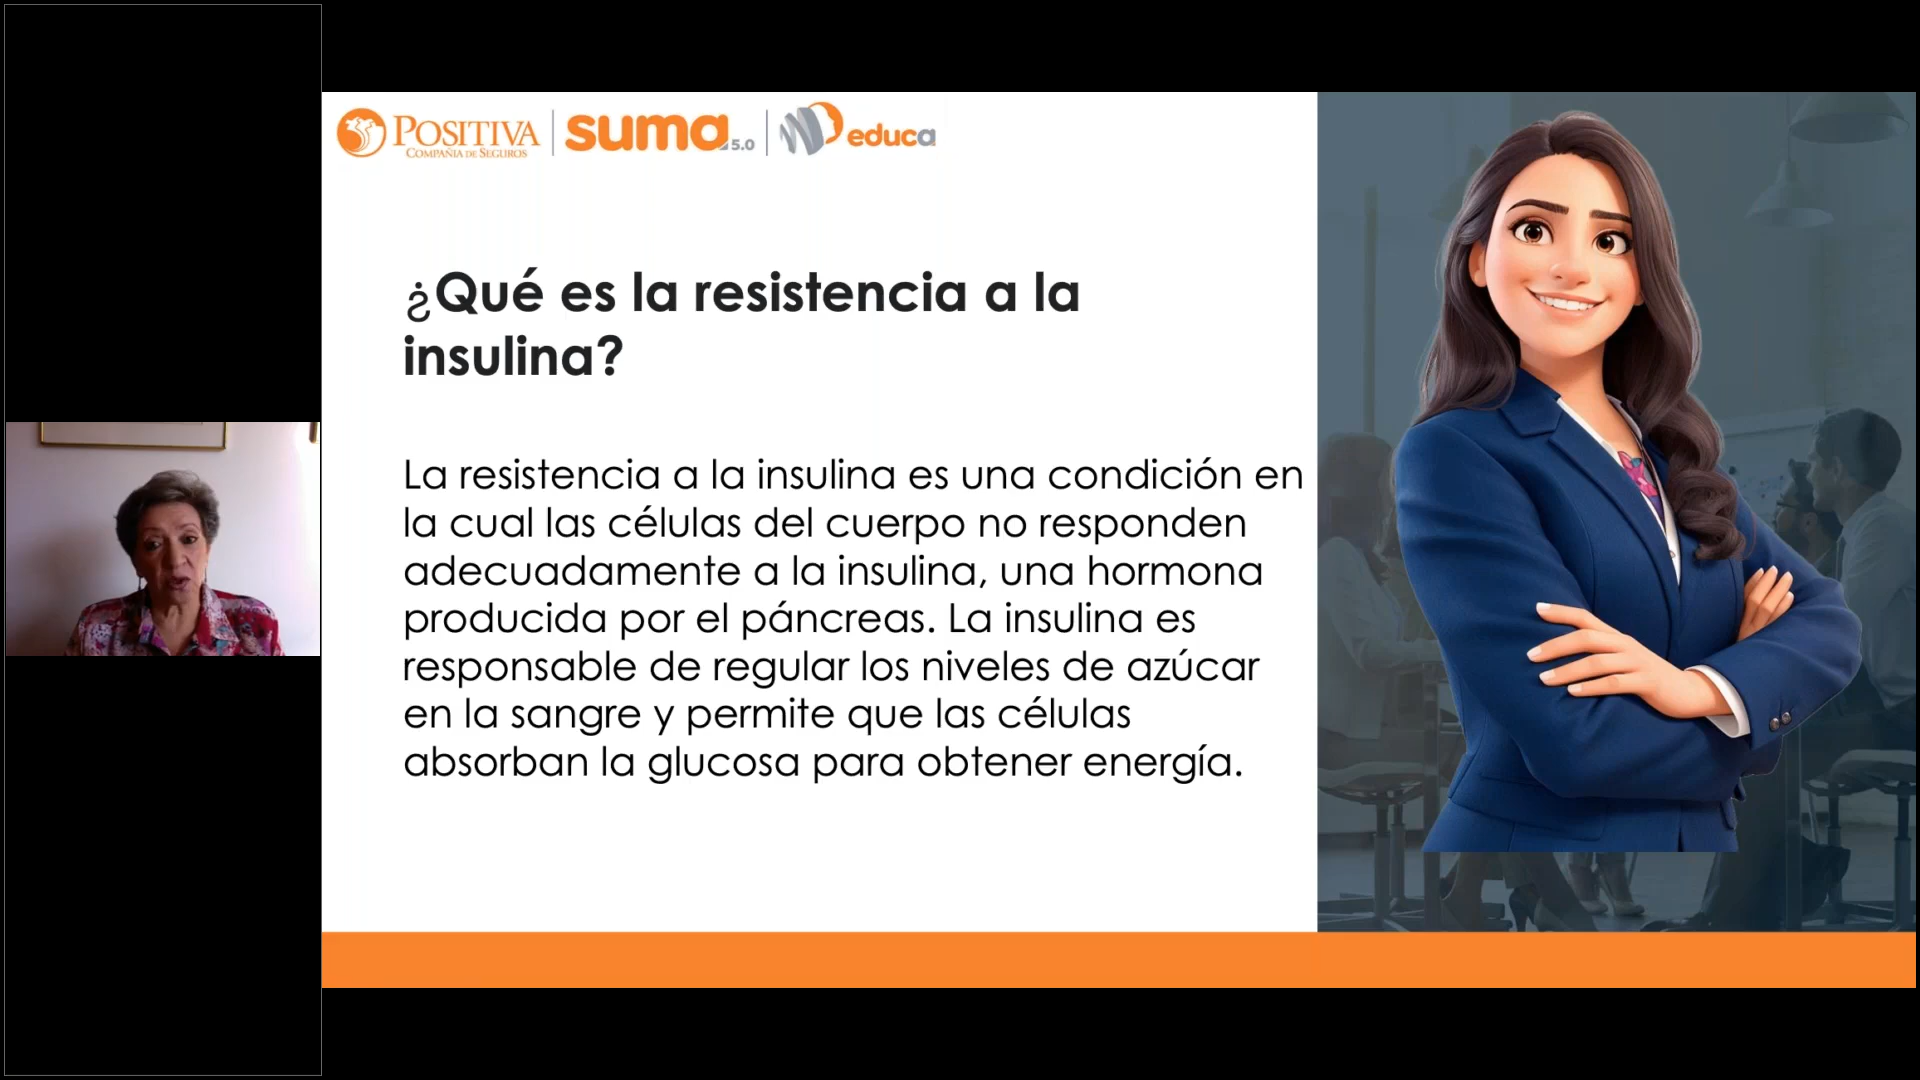 POSITIVA
COMPAÑIA DE SEGUROS
suma 5.0
educa
¿Qué es la resistencia a la
insulina?
La resistencia a la insulina es una condición en
la cual las células del cuerpo no responden
adecuadamente a la insulina, una hormona
producida por el páncreas. La insulina es
responsable de regular los niveles de azúcar
en la sangre y permite que las células
absorban la glucosa para obtener energía.